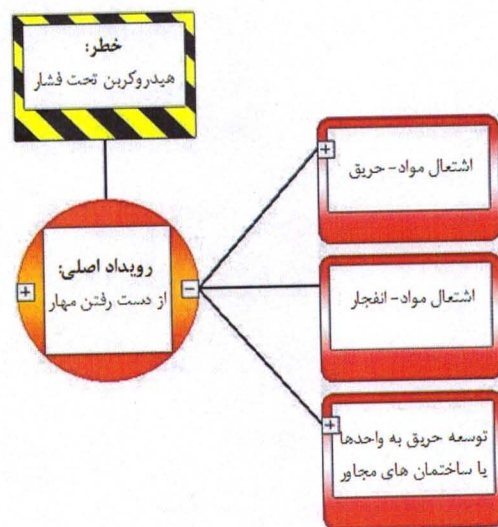 خطر:
هیدروکربن تحت فشار
رویداد اصلی:
از دست رفتن مهار
اشتعال مواد- حریق
اشتعال مواد- انفجار
توسعه حریق به واحدها
یا ساختمان های مجاور